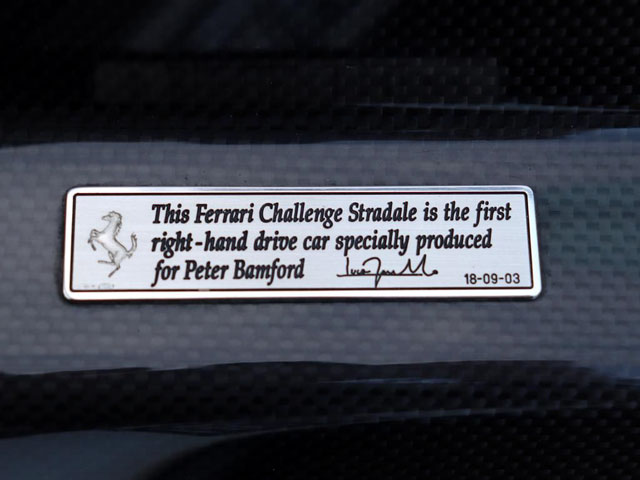 This Ferrari Challenge Stradale is the first
right-hand drive car specially produced
for Peter Bamford
18-09-03